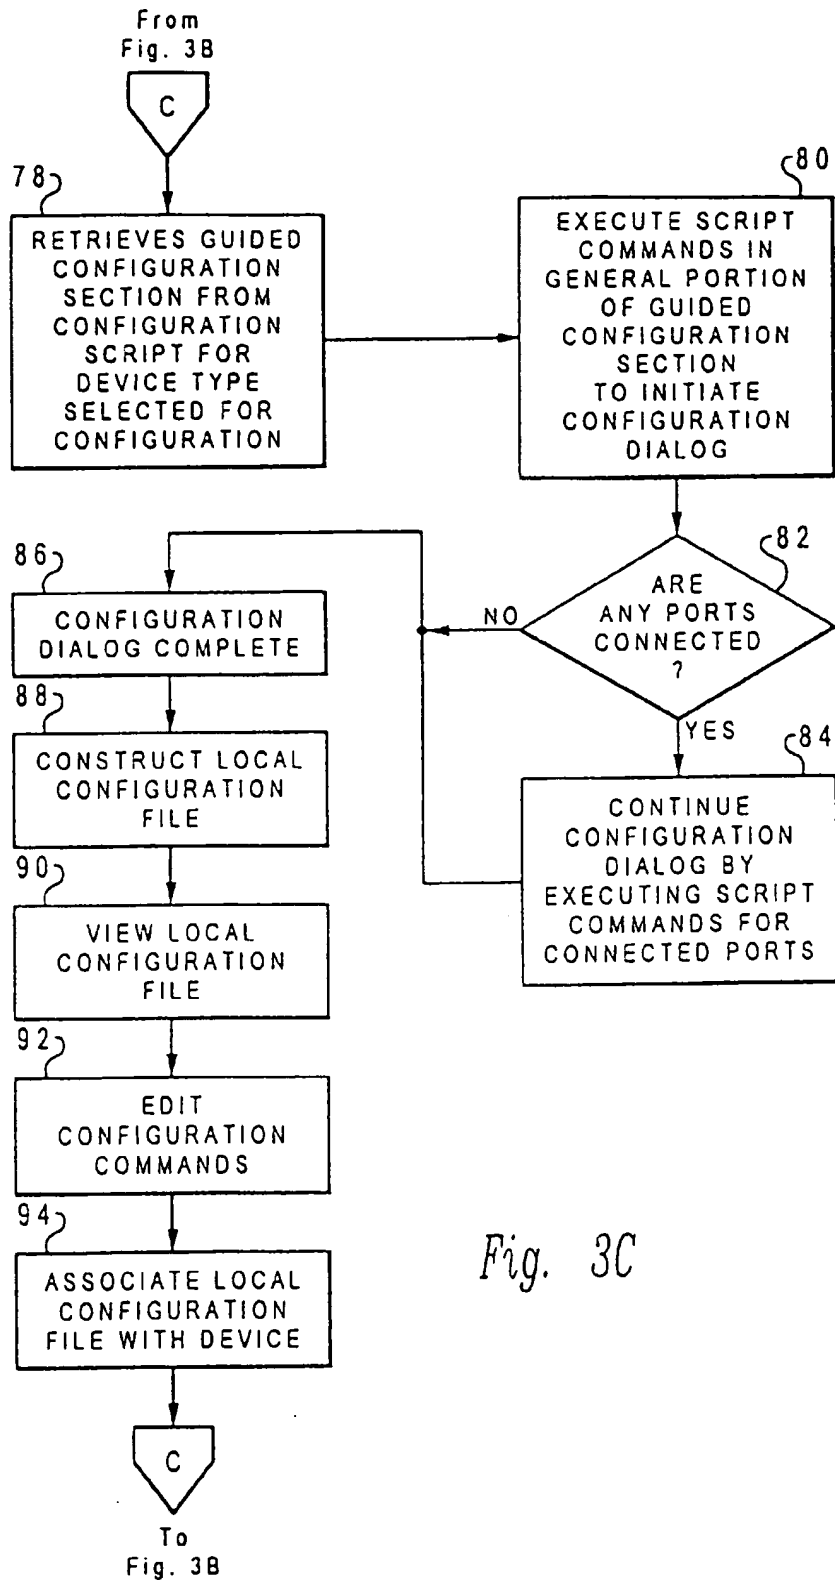 From
Fig. 3B
C
78
RETRIEVES GUIDED
CONFIGURATION
SECTION FROM
CONFIGURATION
SCRIPT FOR
DEVICE TYPE
SELECTED FOR
CONFIGURATION
80
EXECUTE SCRIPT
COMMANDS IN
GENERAL PORTION
OF GUIDED
CONFIGURATION
SECTION
TO INITIATE
CONFIGURATION
DIALOG
82
ARE
ANY PORTS
CONNECTED
?
NO
YES
84
CONTINUE
CONFIGURATION
DIALOG BY
EXECUTING SCRIPT
COMMANDS FOR
CONNECTED PORTS
86
CONFIGURATION
DIALOG COMPLETE
88
CONSTRUCT LOCAL
CONFIGURATION
FILE
90
VIEW LOCAL
CONFIGURATION
FILE
92
EDIT
CONFIGURATION
COMMANDS
94
ASSOCIATE LOCAL
CONFIGURATION
FILE WITH DEVICE
C
To
Fig. 3B
Fig. 3C